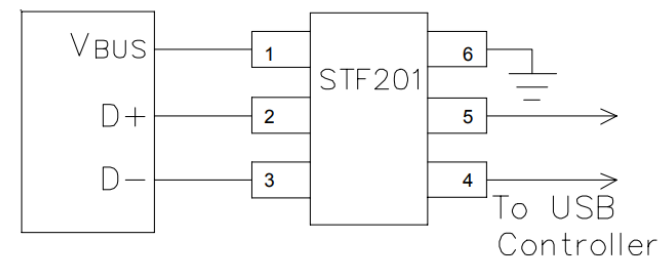 VBUS
1
STF201
6
D+
2
5
D-
3
4
To USB
Controller